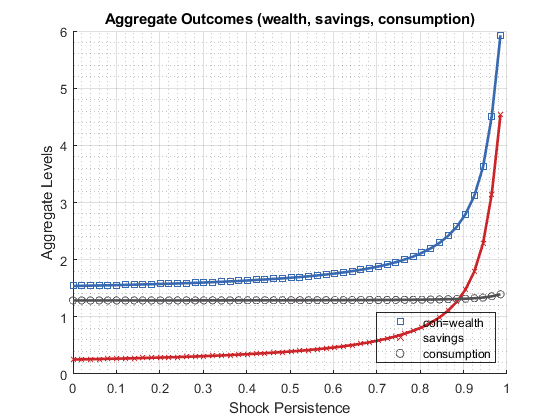 Aggregate Outcomes (wealth, savings, consumption)
6
5
4
3
2
1
0
Aggregate Levels
0 0.1 0.2 0.3 0.4 0.5 0.6 0.7 0.8 0.9 1
Shock Persistence
coh=wealth
savings
consumption